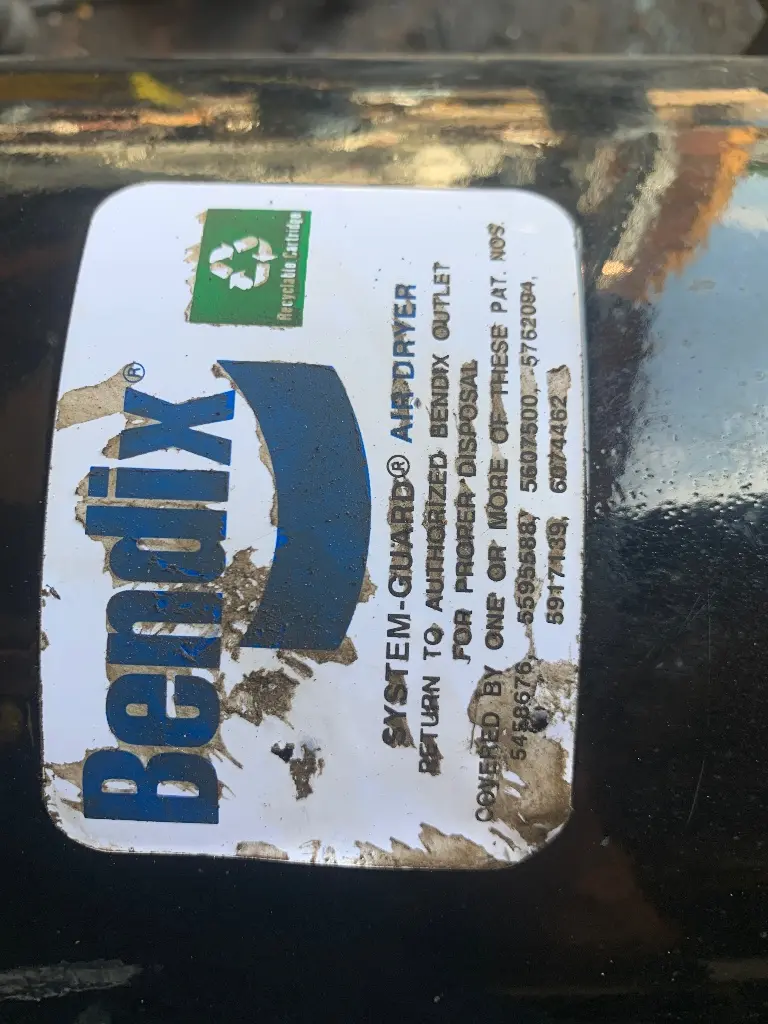 Bendix®
Recyclable Cartridge
SYSTEM-GUARD® AIR DRYER
RETURN TO AUTHORIZED BENDIX OUTLET
FOR PROPER DISPOSAL
COVERED BY ONE OR MORE OF THESE PAT. NOS.
5458676, 5595588, 5607500, 5762094,
5917139, 6074462